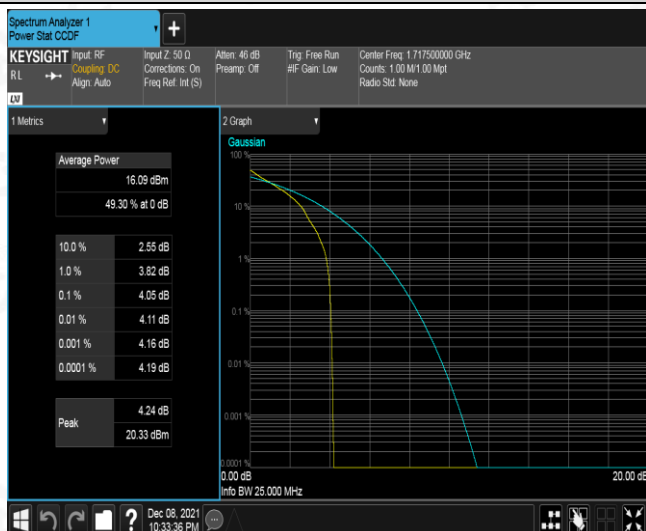 Spectrum Analyzer 1
Power Stat CCDF
+
KEYSIGHT
RL
LXI
Input: RF
Coupling: DC
Align: Auto
Input Z: 50 Ω
Corrections: On
Freq Ref: Int (S)
Atten: 46 dB
Preamp: Off
Trig: Free Run
#IF Gain: Low
Center Freq: 1.717500000 GHz
Counts: 1.00 M/1.00 Mpt
Radio Std: None
1 Metrics
Average Power
16.09 dBm
49.30 % at 0 dB
10.0 % 2.55 dB
1.0 % 3.82 dB
0.1 % 4.05 dB
0.01 % 4.11 dB
0.001 % 4.16 dB
0.0001 % 4.19 dB
Peak 4.24 dB
20.33 dBm
2 Graph
Gaussian
100 %
10 %
1 %
0.1 %
0.01 %
0.001 %
0.0001 %
0.00 dB
20.00 dB
Info BW 25.000 MHz
?
Dec 08, 2021
10:33:36 PM